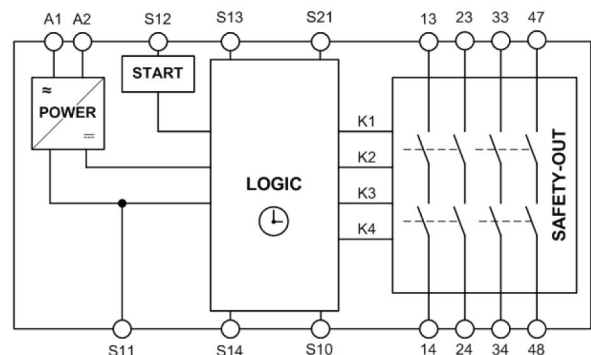 A1 A2 S12 S13 S21 13 23 33 47
≈
START
POWER
K1
K2
LOGIC
K3
K4
SAFETY-OUT
S11 S14 S10 14 24 34 48